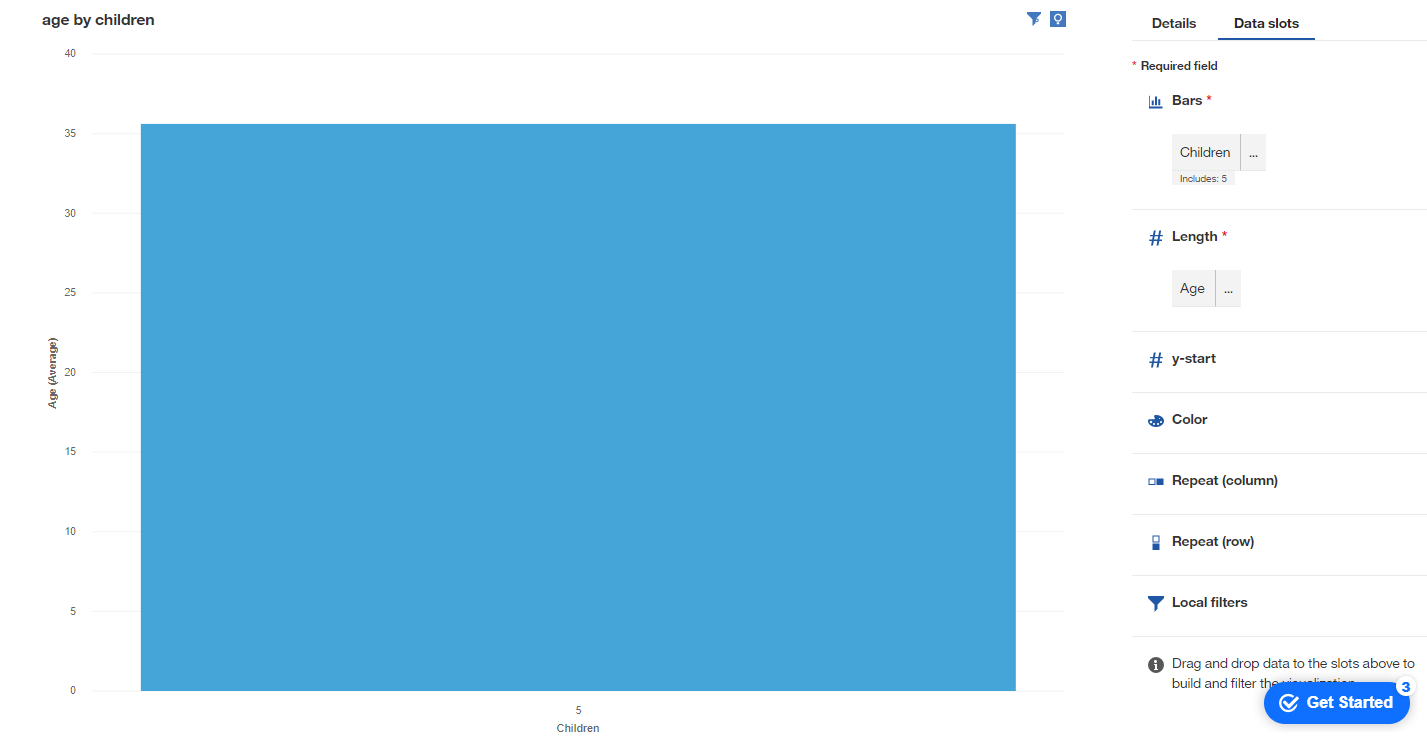 age by children
40
35
30
25
20
15
10
5
0
Age (Average)
5
Children
Details Data slots
* Required field
Bars *
Children ...
Includes: 5
# Length *
Age ...
# y-start
Color
Repeat (column)
Repeat (row)
Local filters
Drag and drop data to the slots above to
build and filter the
Get Started
3